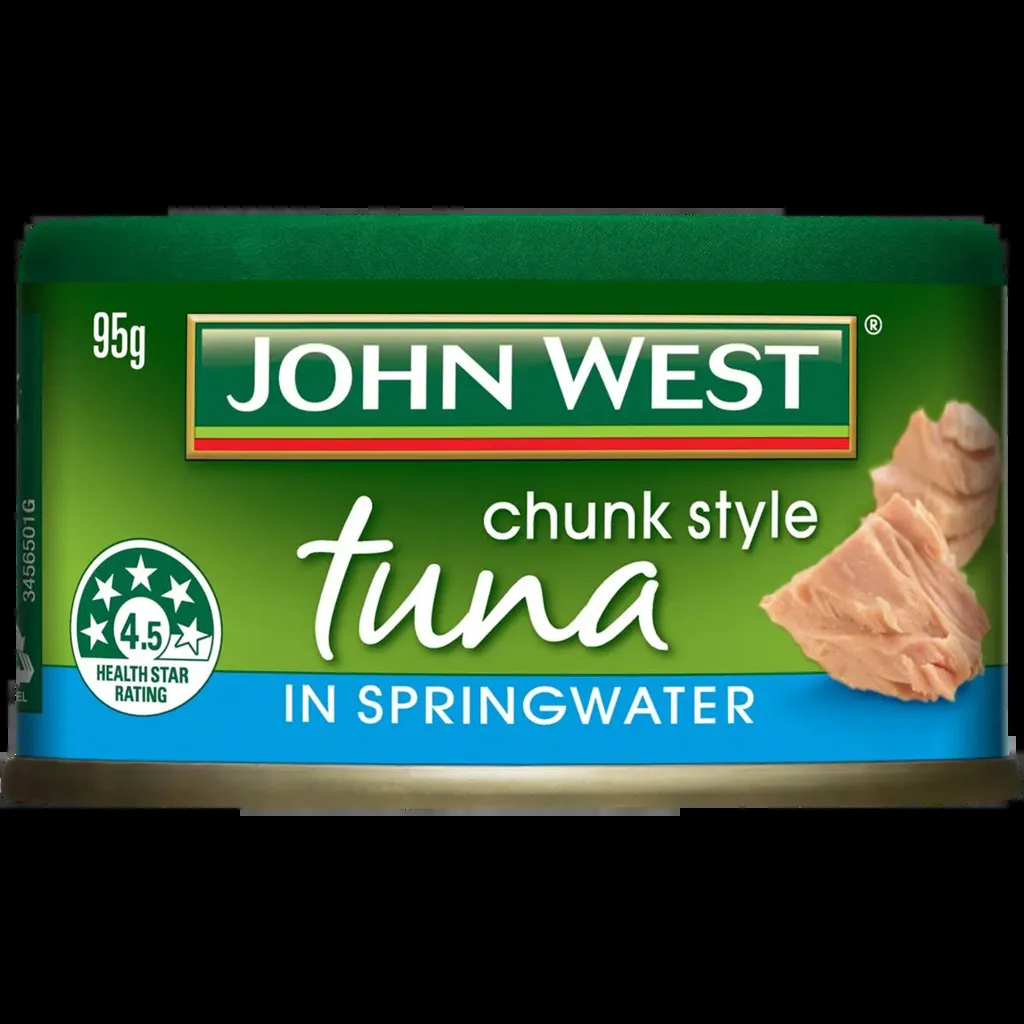 95g
JOHN WEST®
chunk style
tuna
IN SPRINGWATER
4.5
HEALTH STAR
RATING
3456501G